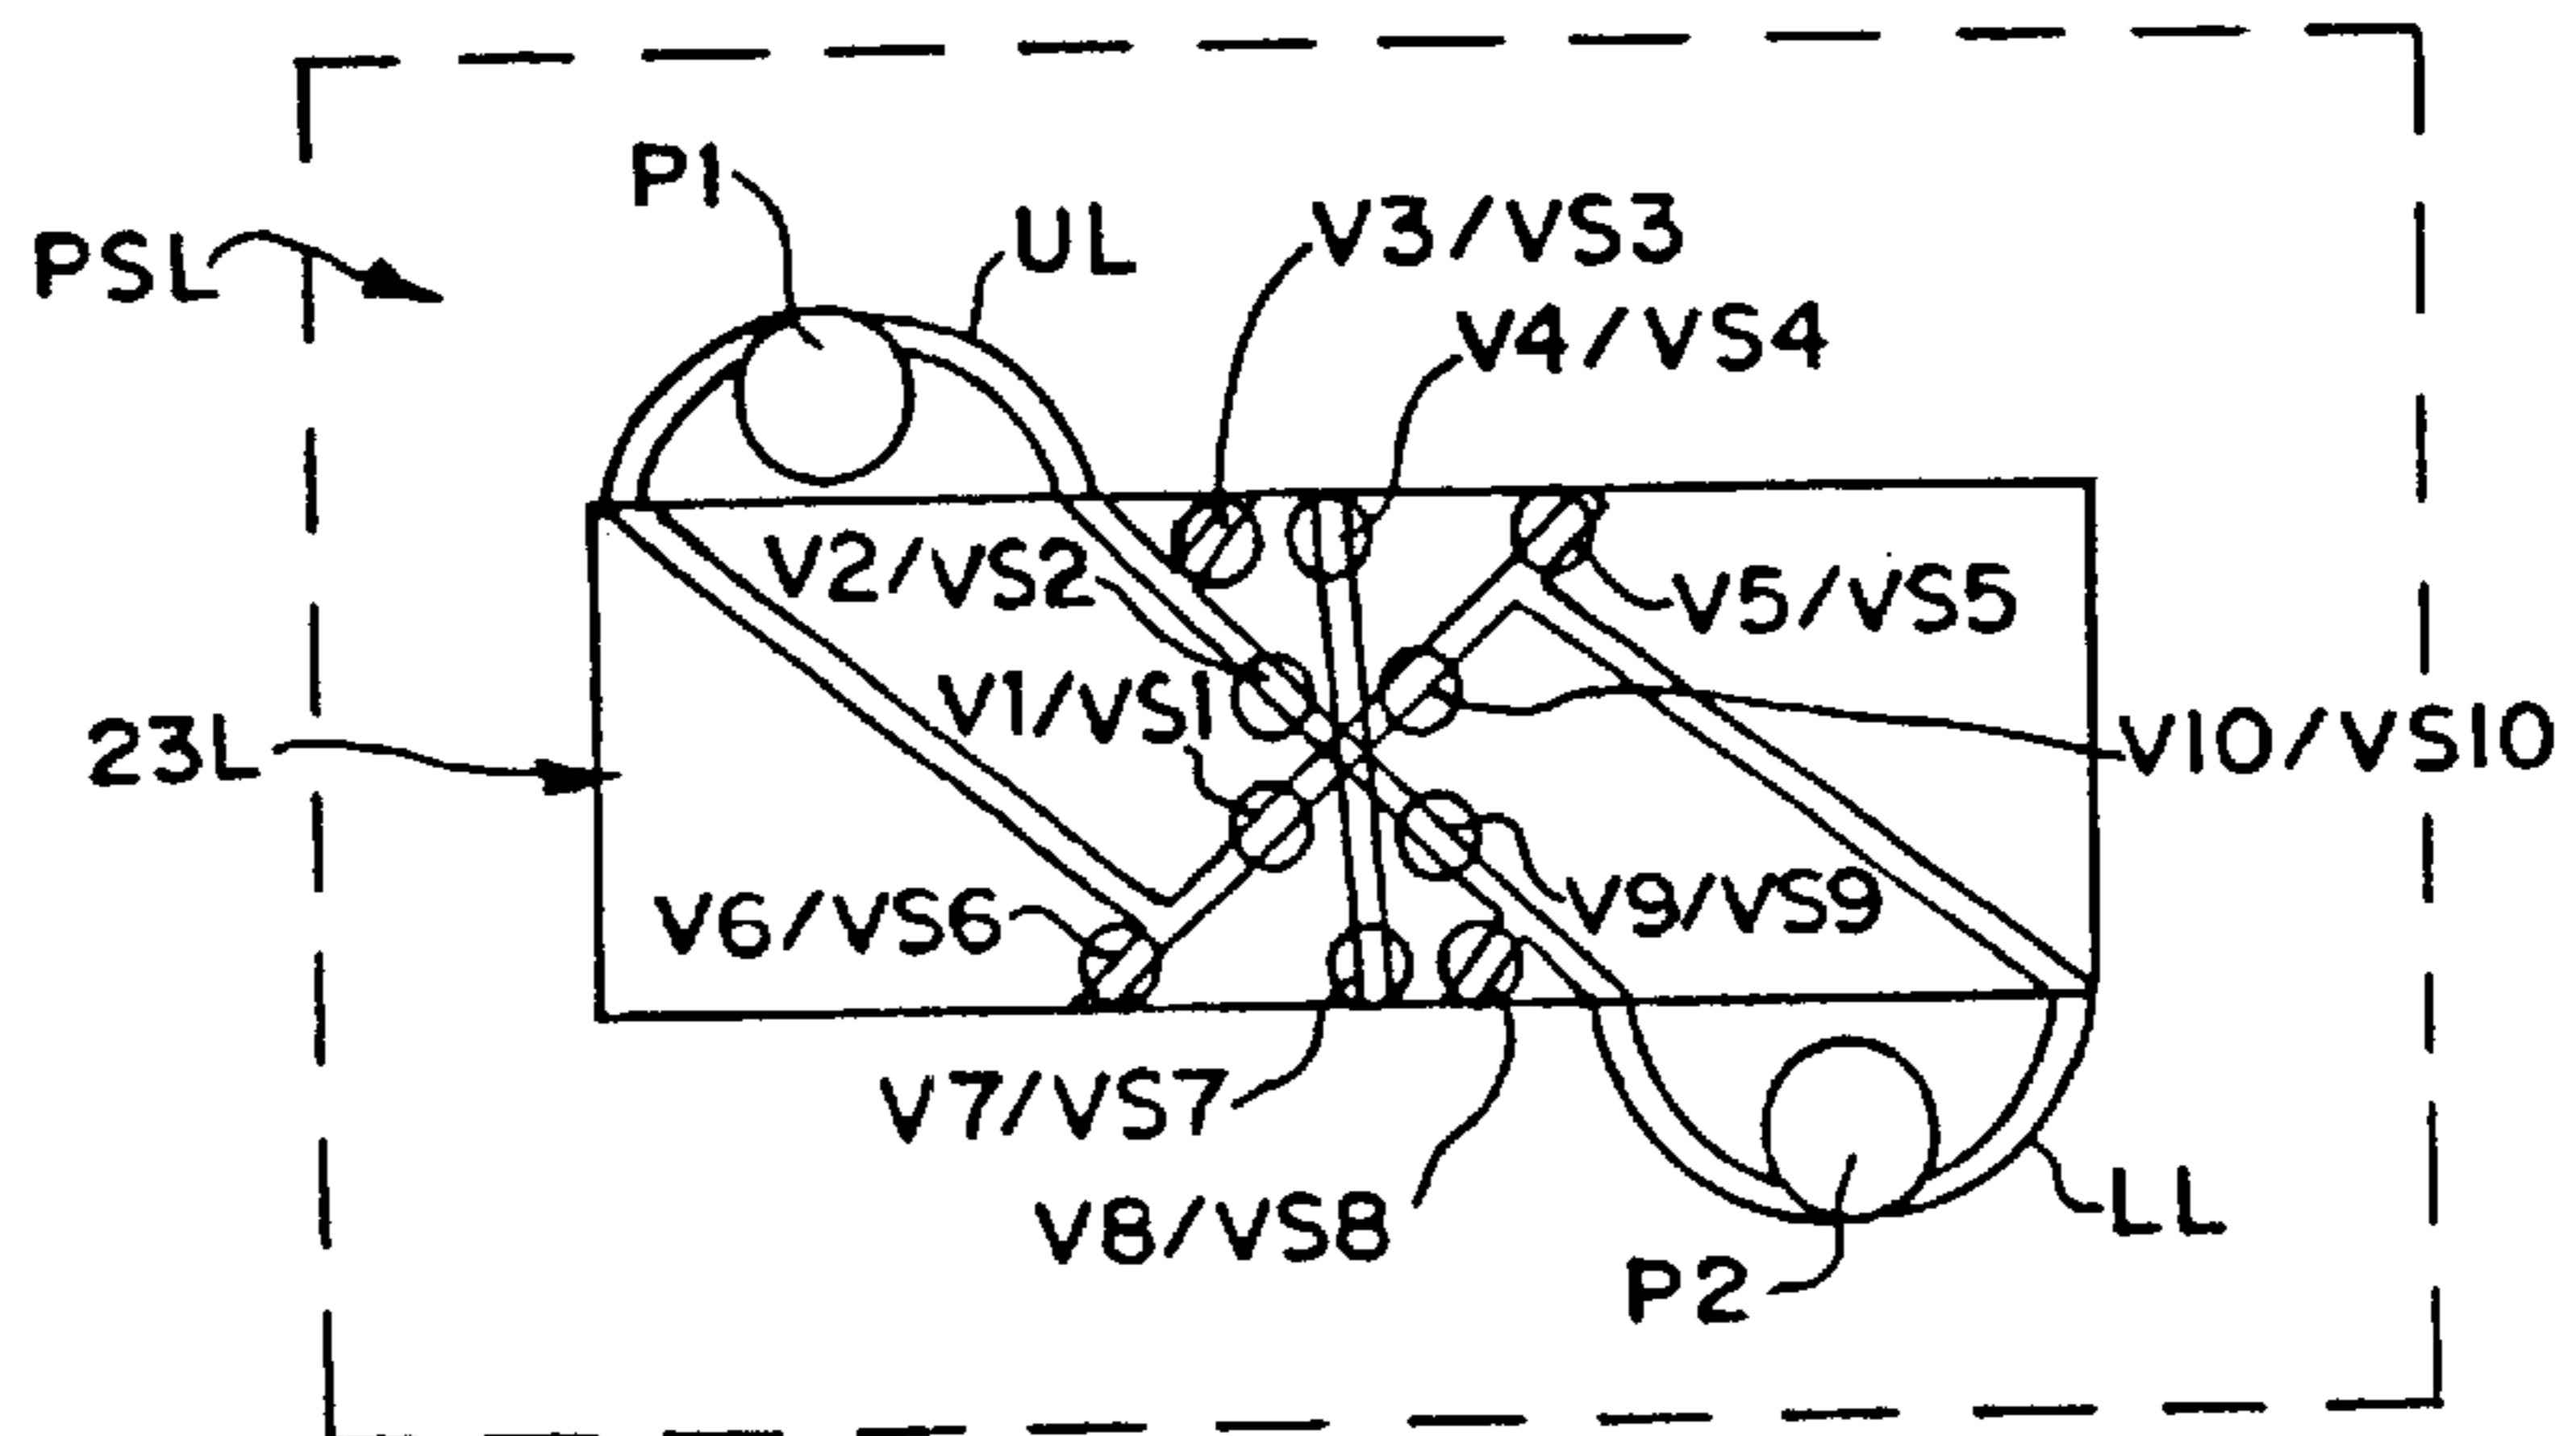 P1
UL
V3/VS3
PSL
V4/VS4
V2/VS2
V5/VS5
V1/VS1
23L
V10/VS10
V6/VS6
V9/VS9
V7/VS7
V8/VS8
LL
P2